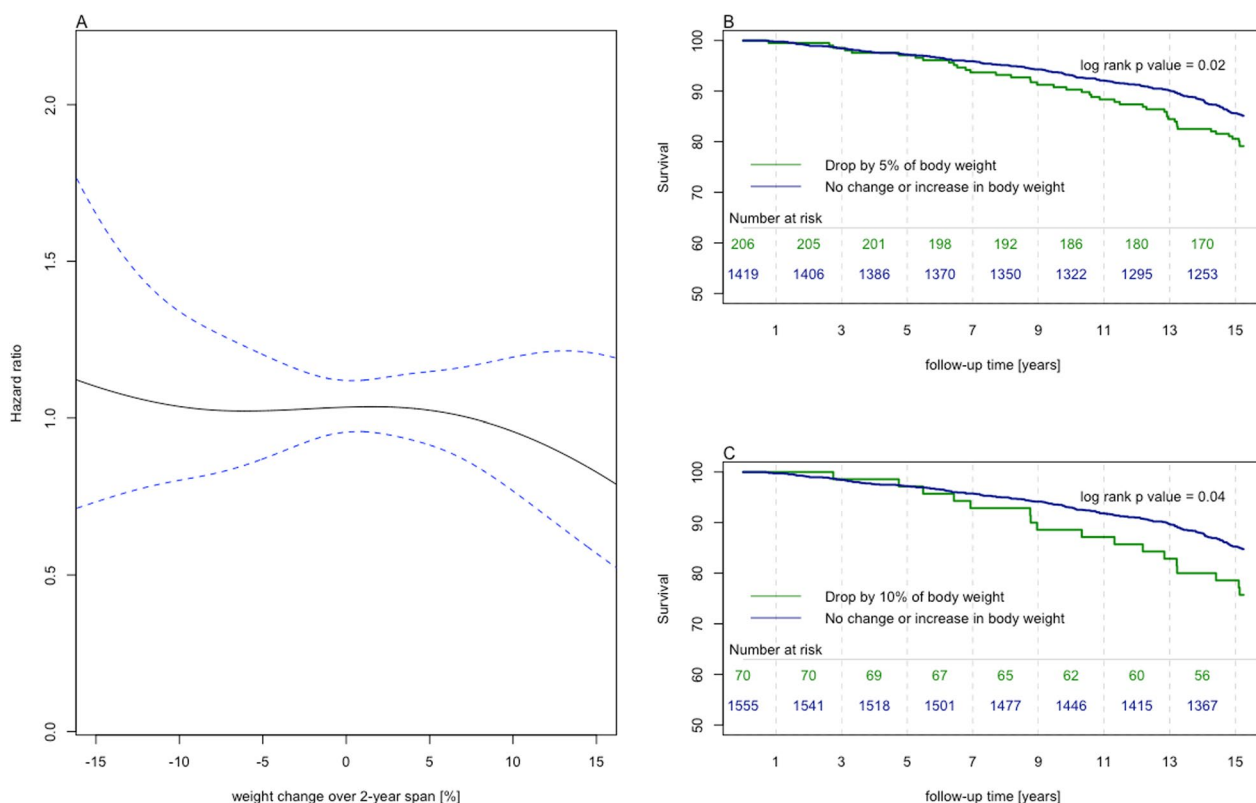 A
2.0
1.5
1.0
0.5
0.0
Hazard ratio
-15 -10 -5 0 5 10 15
weight change over 2-year span [%]
B
100
90
80
70
60
50
Survival
log rank p value = 0.02
Drop by 5% of body weight
No change or increase in body weight
Number at risk
206 205 201 198 192 186 180 170
1419 1406 1386 1370 1350 1322 1295 1253
1 3 5 7 9 11 13 15
follow-up time [years]
C
100
90
80
70
60
50
Survival
log rank p value = 0.04
Drop by 10% of body weight
No change or increase in body weight
Number at risk
70 70 69 67 65 62 60 56
1555 1541 1518 1501 1477 1446 1415 1367
1 3 5 7 9 11 13 15
follow-up time [years]